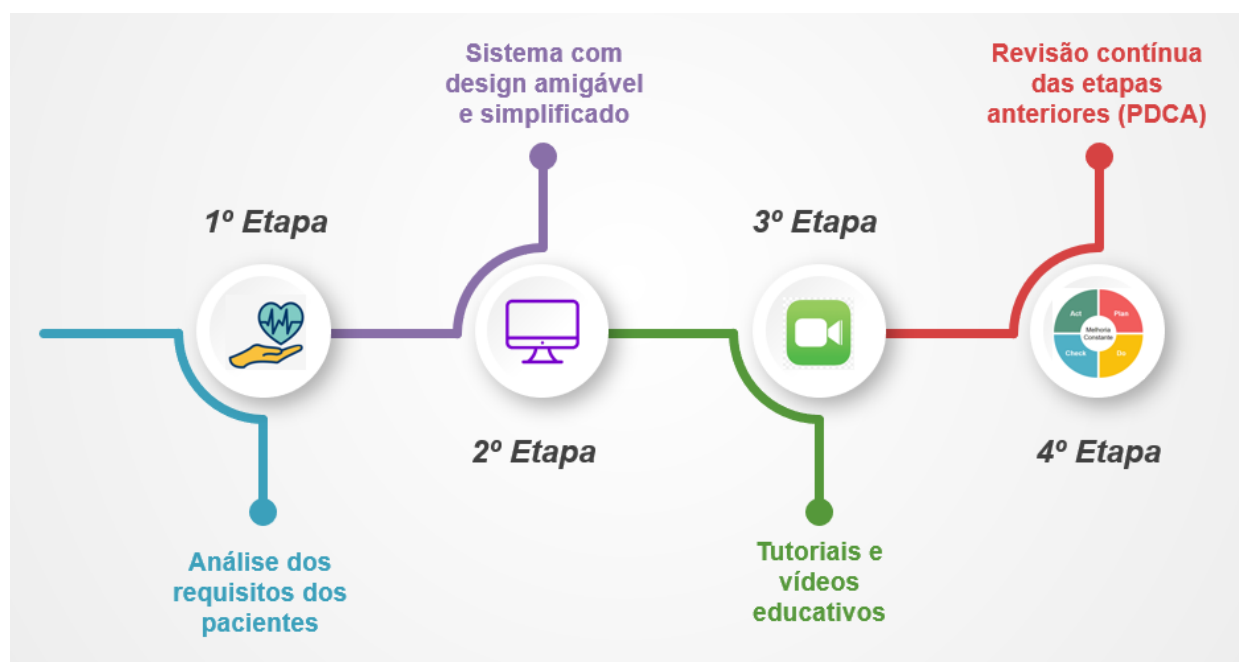 1º Etapa
Análise dos
requisitos dos
pacientes
Sistema com
design amigável
e simplificado
2º Etapa
3º Etapa
Tutoriais e
vídeos
educativos
Revisão contínua
das etapas
anteriores (PDCA)
Act
Plan
Melhoria
Constante
Check
Do
4º Etapa